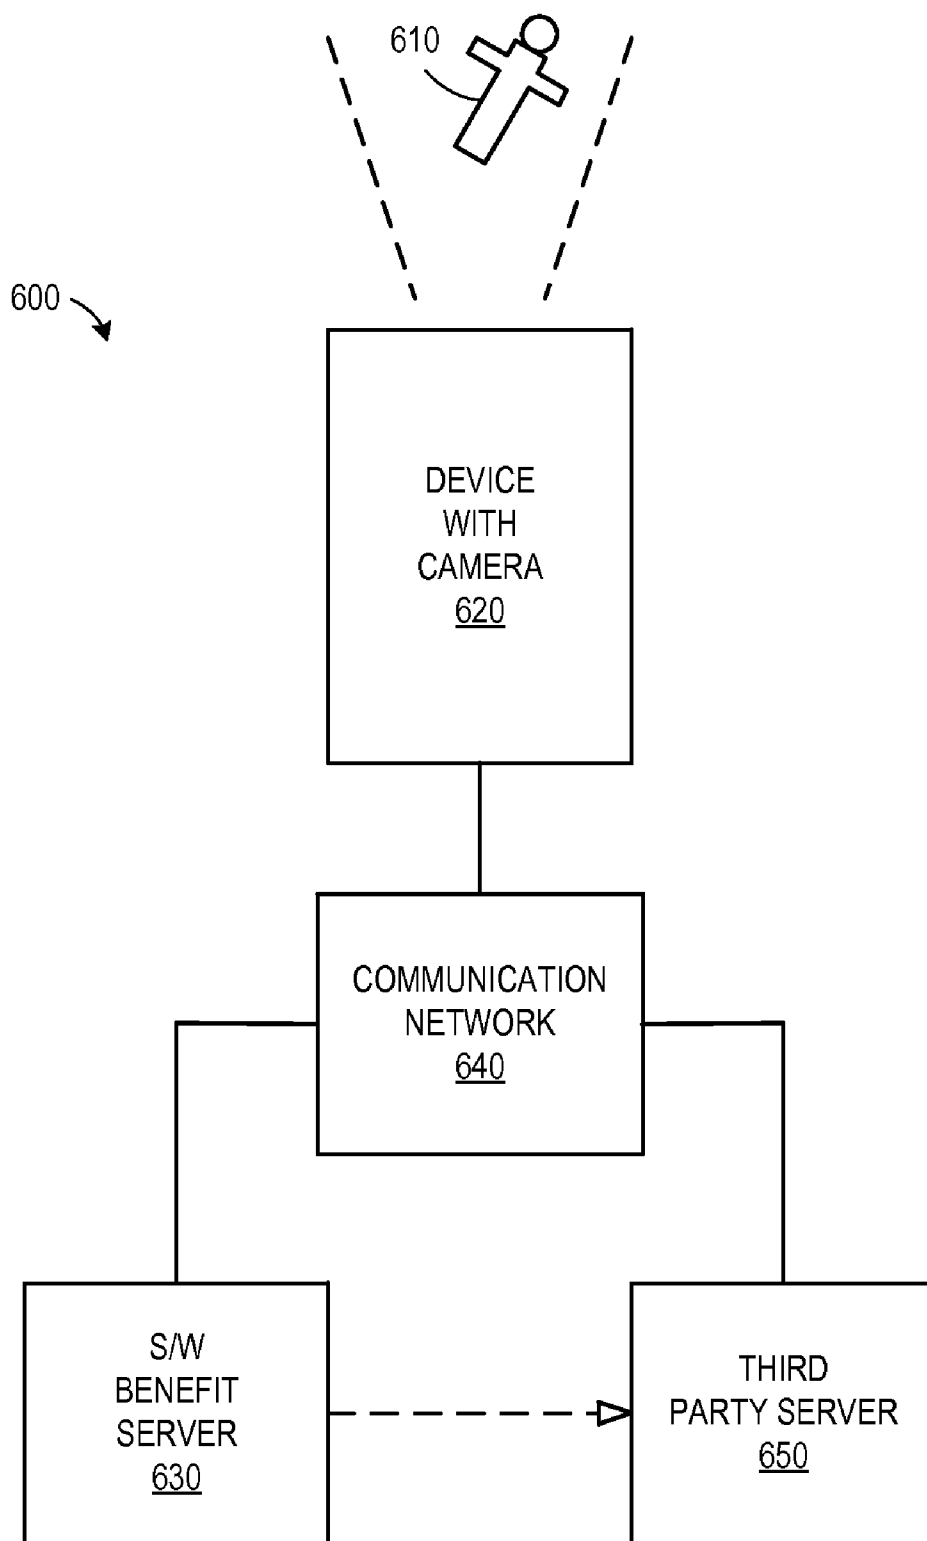 610
600
DEVICE
WITH
CAMERA
620
COMMUNICATION
NETWORK
640
S/W
BENEFIT
SERVER
630
THIRD
PARTY SERVER
650